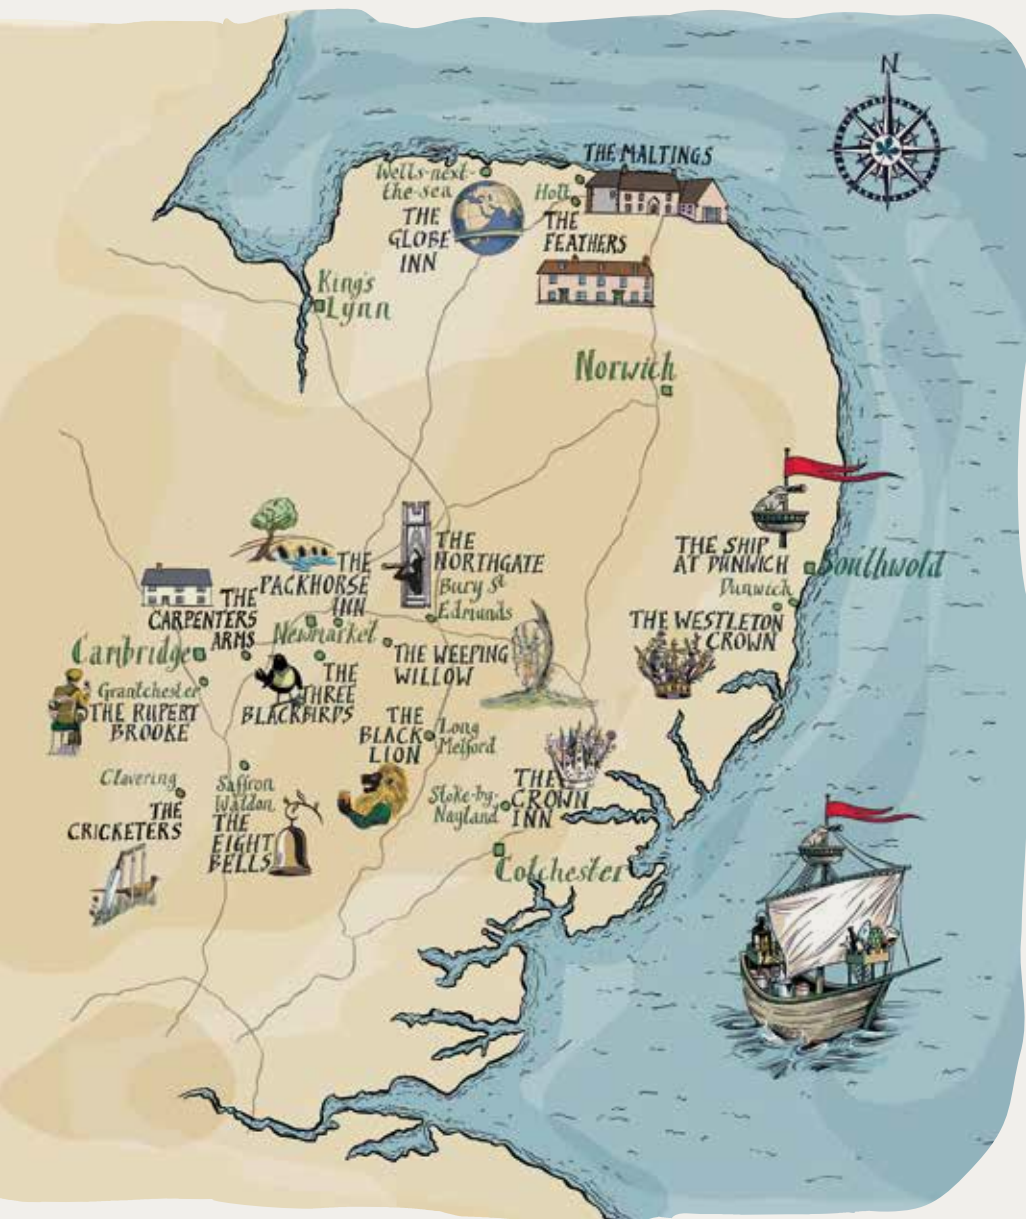 N
THE MALTINGS
Wells-next-
the-sea
Holt
THE
GLOBE
INN
THE
FEATHERS
King's
Lynn
Norwich
THE
NORTHGATE
Bury St
Edmunds
THE
PACKHORSE
INN
THE SHIP
AT DUNWICH
Southwold
Dunwich
THE
CARPENTERS
ARMS
THE WESTLETON
CROWN
Newmarket
Cambridge
THE WEEPING
WILLOW
THE
THREE
BLACKBIRDS
Grantchester
THE RUPERT
BROOKE
THE
BLACK
LION
Long
Melford
Clavering
THE
CRICKETERS
Saffron
Waldon
THE
EIGHT
BELLS
Stoke-by-
Nayland
THE
CROWN
INN
Colchester